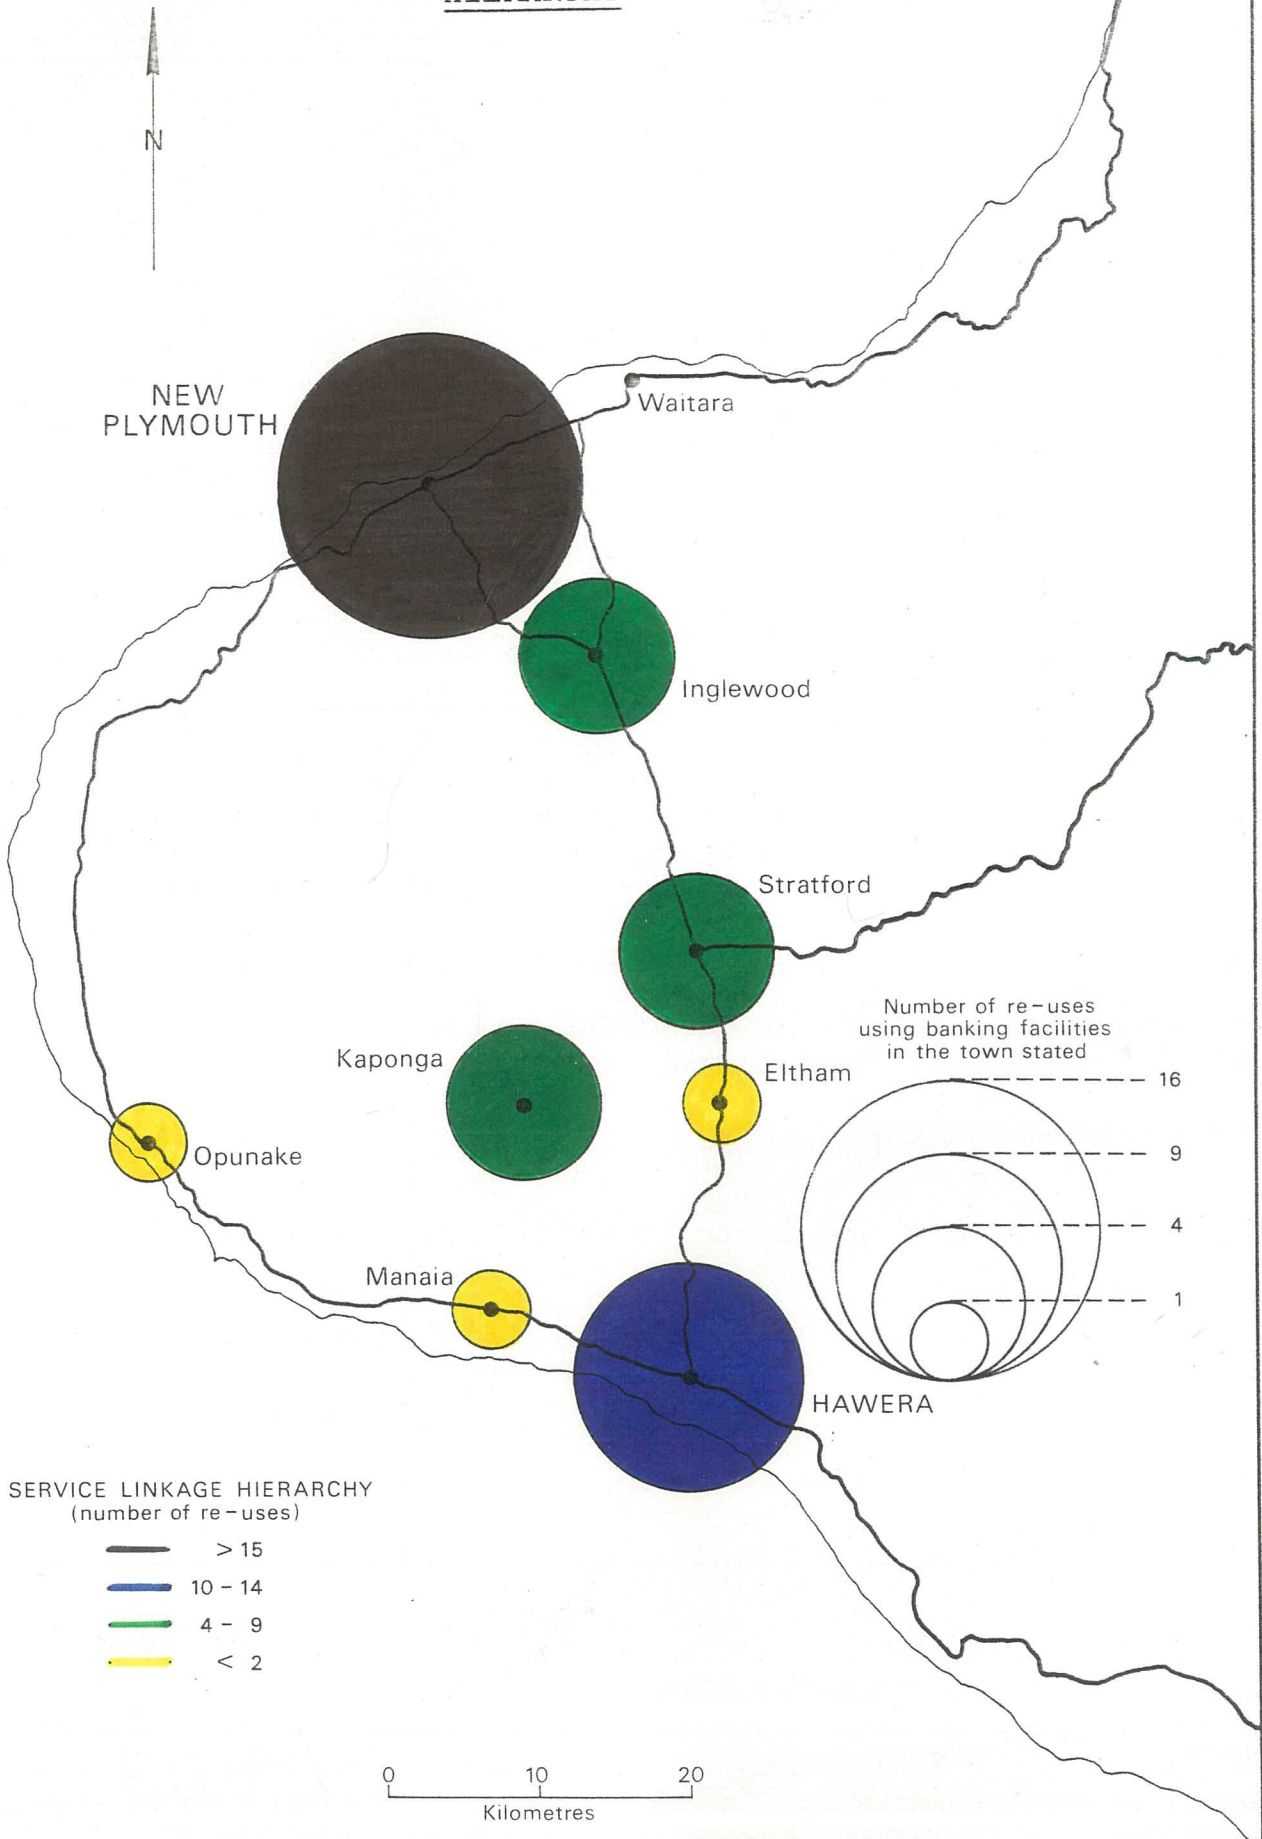 N
NEW
PLYMOUTH
Waitara
Inglewood
Stratford
Kaponga
Eltham
Opunake
Manaia
HAWERA
Number of re-uses
using banking facilities
in the town stated
16
9
4
1
SERVICE LINKAGE HIERARCHY
(number of re-uses)
> 15
10 - 14
4 - 9
< 2
0 10 20
Kilometres